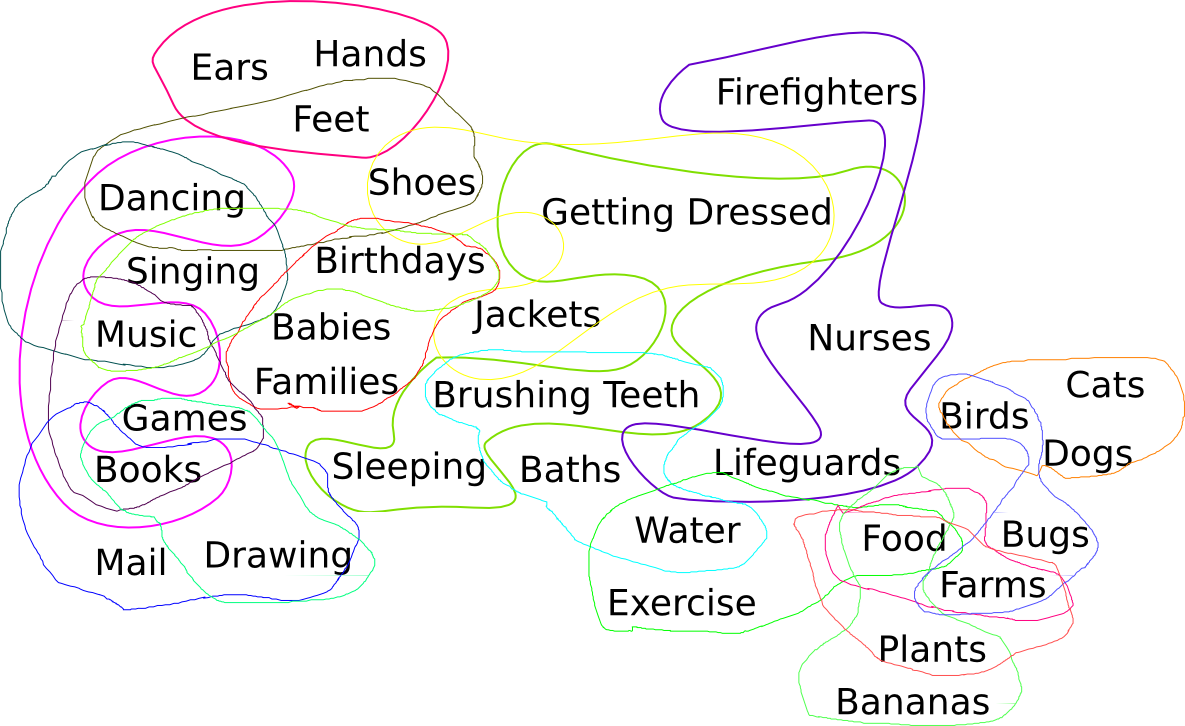 Ears
Hands
Feet
Firefighters
Dancing
Shoes
Getting Dressed
Singing
Birthdays
Music
Babies
Jackets
Nurses
Families
Brushing Teeth
Cats
Games
Birds
Books
Sleeping
Baths
Lifeguards
Dogs
Mail
Drawing
Water
Food
Bugs
Exercise
Farms
Plants
Bananas